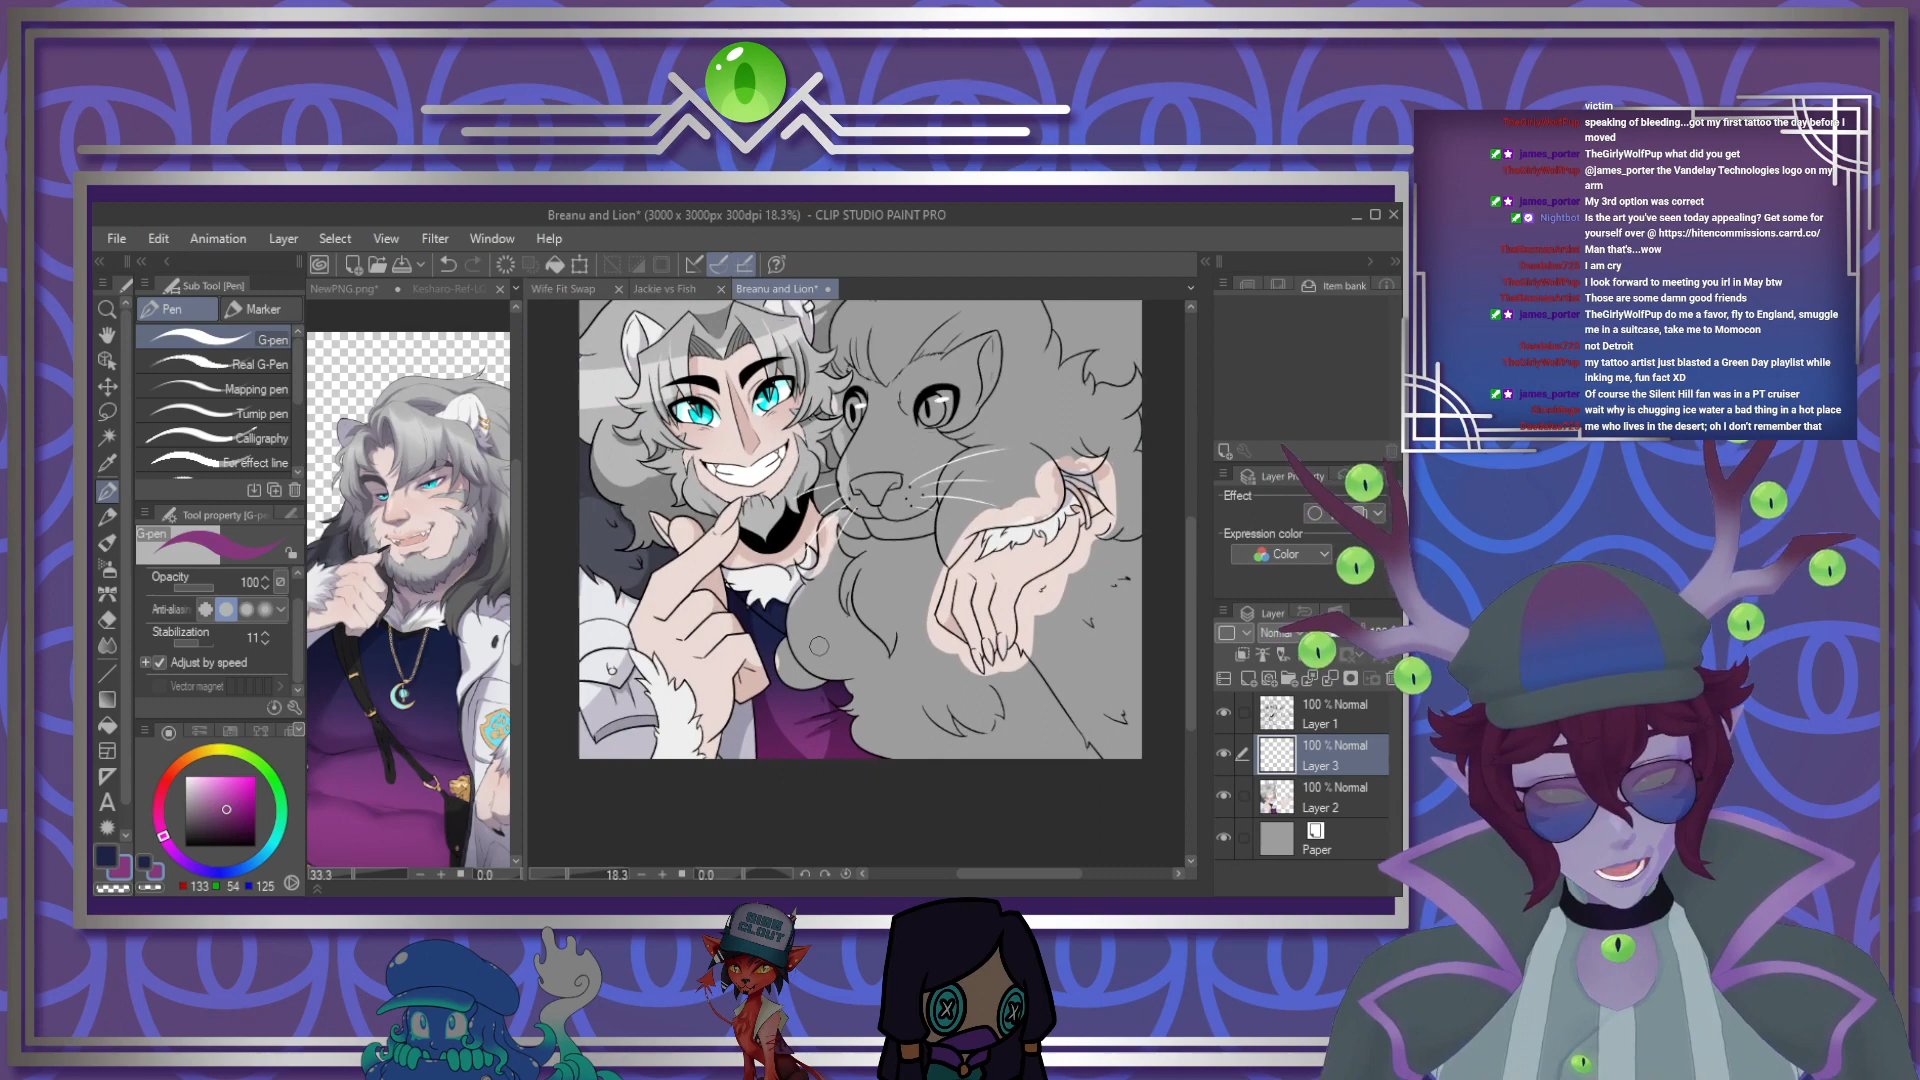 Breanu and Lion* (3000 x 3000px 300dpi 18.3%) - CLIP STUDIO PAINT PRO
File Edit Animation Layer Select View Filter Window Help
Sub Tool [Pen]
Pen Marker
G-pen
Real G-Pen
Mapping pen
Turnip pen
Calligraphy
For effect line
Tool property [G-pe
G-pen
Opacity 100
Anti-aliasin
Stabilization 11
Adjust by speed
Vector magnet
133 54 125
NewPNG.png* Kesharo-Ref-LG Wife Fit Swap Jackie vs Fish Breanu and Lion*
33.3 0.0 18.3 0.0
Item bank
Layer Property
Effect
Expression color
Color
Layer
Normal
100 % Normal
Layer 1
100 % Normal
Layer 3
100 % Normal
Layer 2
Paper
victim
TheGirlyWolfPup speaking of bleeding...got my first tattoo the day before I
moved
james_porter TheGirlyWolfPup what did you get
TheGirlyWolfPup @james_porter the Vandelay Technologies logo on my
arm
james_porter My 3rd option was correct
Nightbot Is the art you've seen today appealing? Get some for
yourself over @ https://hitencommissions.carrd.co/
Man that's...wow
I am cry
I look forward to meeting you irl in May btw
Those are some damn good friends
james_porter TheGirlyWolfPup do me a favor, fly to England, smuggle
me in a suitcase, take me to Momocon
not Detroit
TheGirlyWolfPup my tattoo artist just blasted a Green Day playlist while
inking me, fun fact XD
james_porter Of course the Silent Hill fan was in a PT cruiser
wait why is chugging ice water a bad thing in a hot place
me who lives in the desert; oh I don't remember that
CLOUT